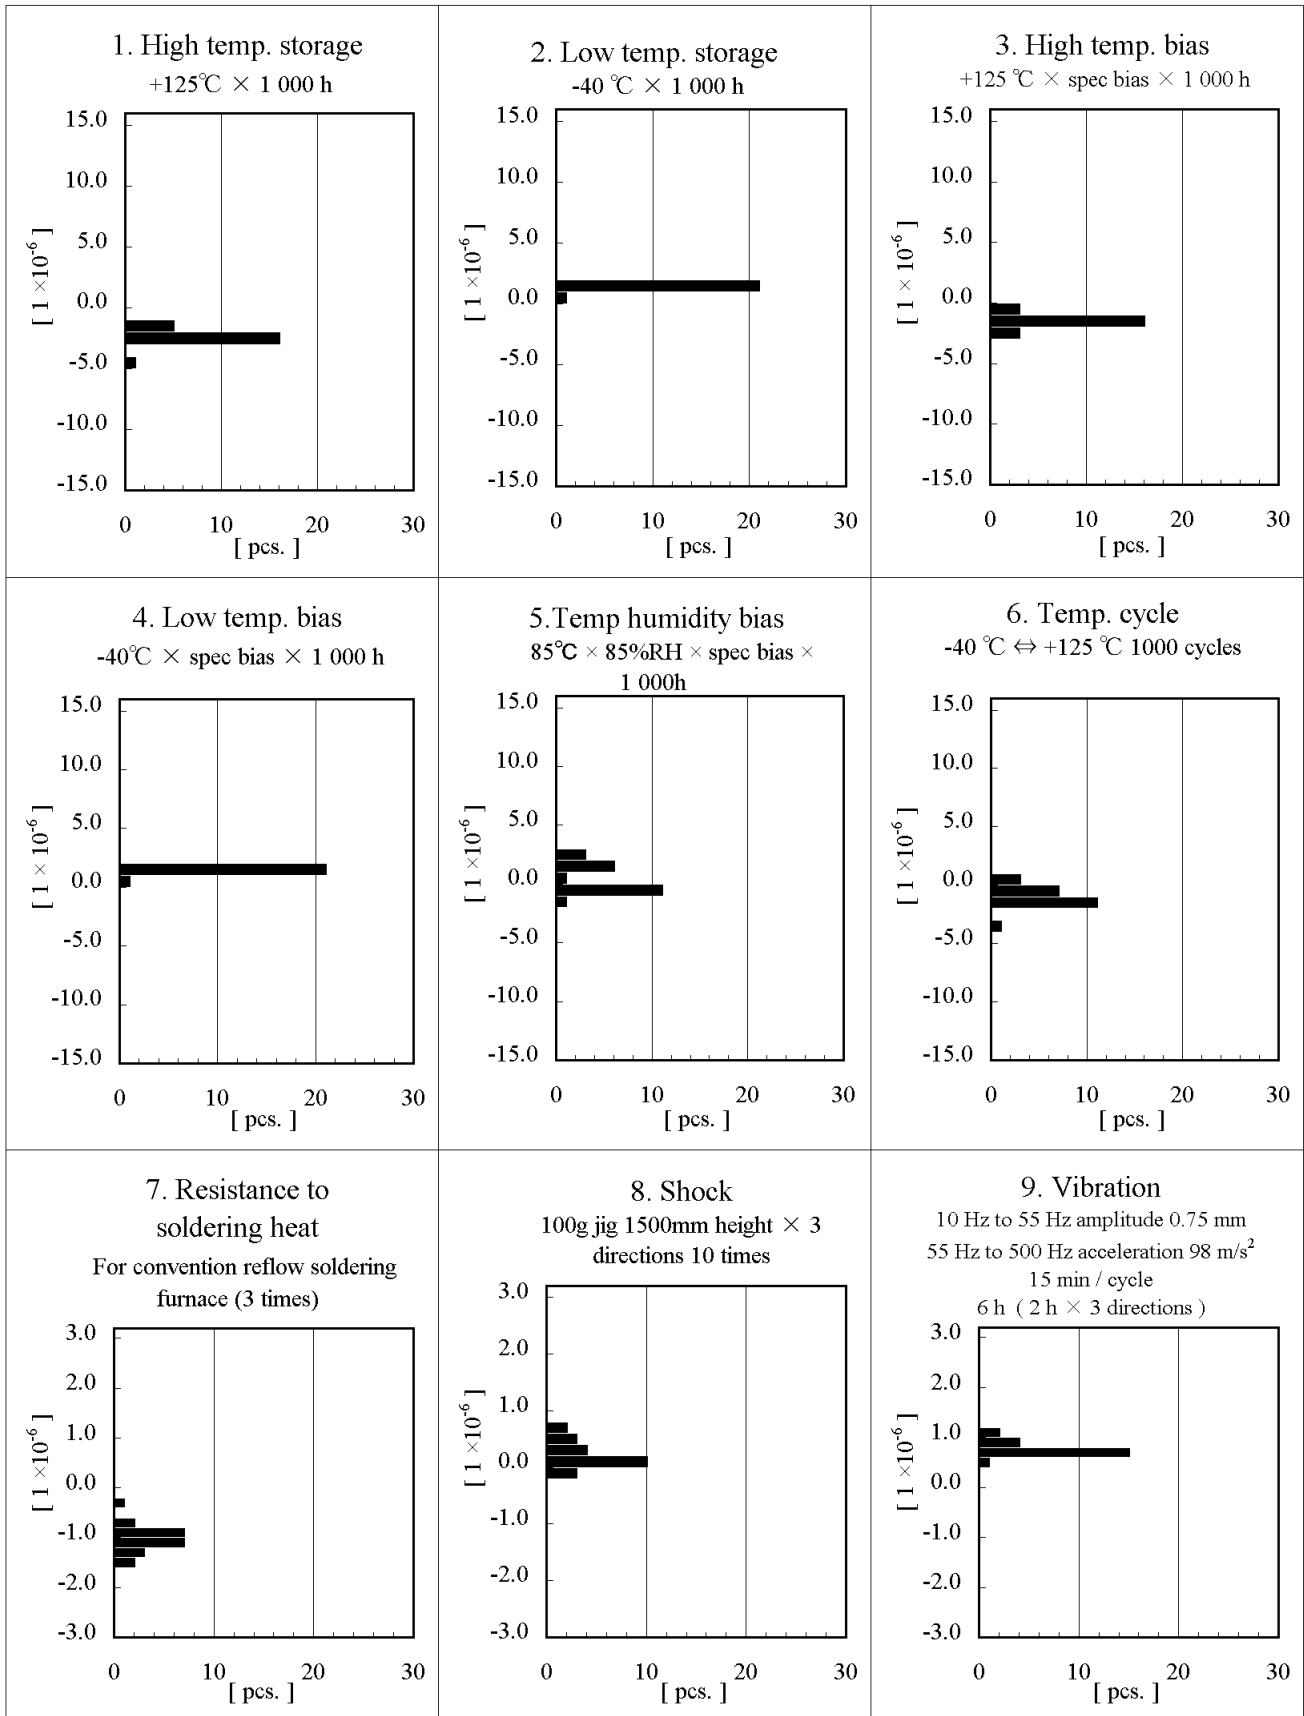 1. High temp. storage
+125℃ × 1 000 h
15.0
10.0
5.0
0.0
-5.0
-10.0
-15.0
[ 1 ×10-6 ]
0 10 20 30
[ pcs. ]
2. Low temp. storage
-40 ℃ × 1 000 h
15.0
10.0
5.0
0.0
-5.0
-10.0
-15.0
[ 1 ×10-6 ]
0 10 20 30
[ pcs. ]
3. High temp. bias
+125 ℃ × spec bias × 1 000 h
15.0
10.0
5.0
0.0
-5.0
-10.0
-15.0
[ 1 × 10-6 ]
0 10 20 30
[ pcs. ]
4. Low temp. bias
-40℃ × spec bias × 1 000 h
15.0
10.0
5.0
0.0
-5.0
-10.0
-15.0
[ 1 × 10-6 ]
0 10 20 30
[ pcs. ]
5.Temp humidity bias
85℃ × 85%RH × spec bias ×
1 000h
15.0
10.0
5.0
0.0
-5.0
-10.0
-15.0
[ 1 ×10-6 ]
0 10 20 30
[ pcs. ]
6. Temp. cycle
-40 ℃ ⇔ +125 ℃ 1000 cycles
15.0
10.0
5.0
0.0
-5.0
-10.0
-15.0
[ 1 ×10-6 ]
0 10 20 30
[ pcs. ]
7. Resistance to
soldering heat
For convention reflow soldering
furnace (3 times)
3.0
2.0
1.0
0.0
-1.0
-2.0
-3.0
[ 1 ×10-6 ]
0 10 20 30
[ pcs. ]
8. Shock
100g jig 1500mm height × 3
directions 10 times
3.0
2.0
1.0
0.0
-1.0
-2.0
-3.0
[ 1 ×10-6 ]
0 10 20 30
[ pcs. ]
9. Vibration
10 Hz to 55 Hz amplitude 0.75 mm
55 Hz to 500 Hz acceleration 98 m/s2
15 min / cycle
6 h ( 2 h × 3 directions )
3.0
2.0
1.0
0.0
-1.0
-2.0
-3.0
[ 1 ×10-6 ]
0 10 20 30
[ pcs. ]